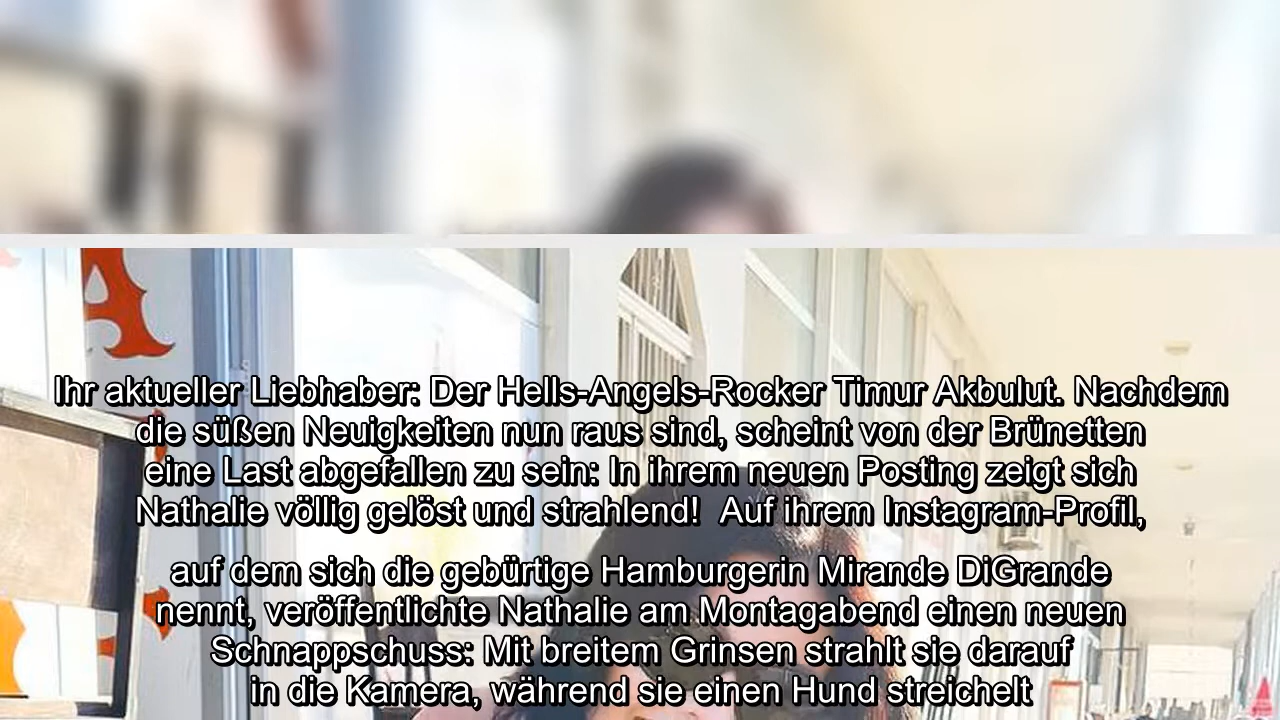 A
Ihr aktueller Liebhaber: Der Hells-Angels-Rocker Timur Akbulut. Nachdem
die süßen Neuigkeiten nun raus sind, scheint von der Brünetten
eine Last abgefallen zu sein: In ihrem neuen Posting zeigt sich
Nathalie völlig gelöst und strahlend!  Auf ihrem Instagram-Profil,
auf dem sich die gebürtige Hamburgerin Mirande DiGrande
nennt, veröffentlichte Nathalie am Montagabend einen neuen
Schnappschuss: Mit breitem Grinsen strahlt sie darauf
in die Kamera, während sie einen Hund streichelt